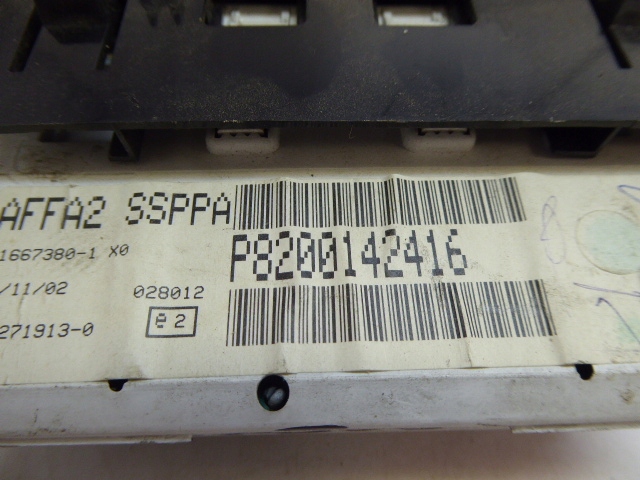 AFFA2 SSPPA
1667380-1 X0
P8200142416
/11/02
028012
e2
271913-0